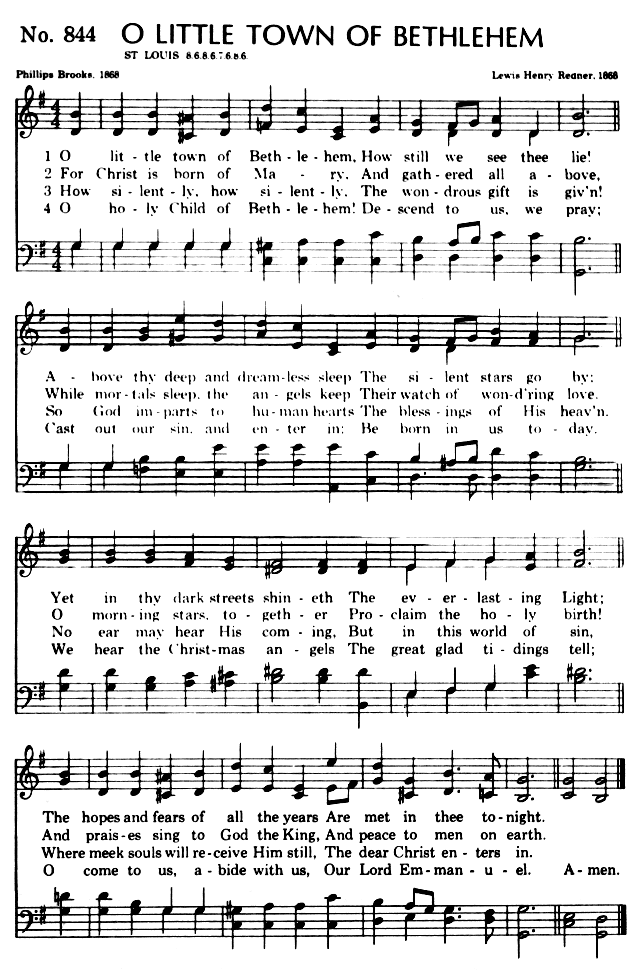 No. 844 O LITTLE TOWN OF BETHLEHEM
ST LOUIS 8.6.8.6.7.6.8.6.
Phillips Brooks, 1868 Lewis Henry Redner, 1868
1 O lit - tle town of Beth - le - hem, How still we see thee lie!
2 For Christ is born of Ma - ry, And gath - ered all a - bove,
3 How si - lent - ly, how si - lent - ly, The won - drous gift is giv'n!
4 O ho - ly Child of Beth - le - hem! De - scend to us, we pray;
A - bove thy deep and dream-less sleep The si - lent stars go by;
While mor - tals sleep, the an - gels keep Their watch of won - d'ring love.
So God im - parts to hu - man hearts The bless - ings of His heav'n.
Cast out our sin, and en - ter in; Be born in us to - day.
Yet in thy dark streets shin - eth The ev - er - last - ing Light;
O morn - ing stars, to - geth - er Pro - claim the ho - ly birth!
No ear may hear His com - ing, But in this world of sin,
We hear the Christ - mas an - gels The great glad ti - dings tell;
The hopes and fears of all the years Are met in thee to - night.
And prais - es sing to God the King, And peace to men on earth.
Where meek souls will re - ceive Him still, The dear Christ en - ters in.
O come to us, a - bide with us, Our Lord Em - man - u - el. A - men.